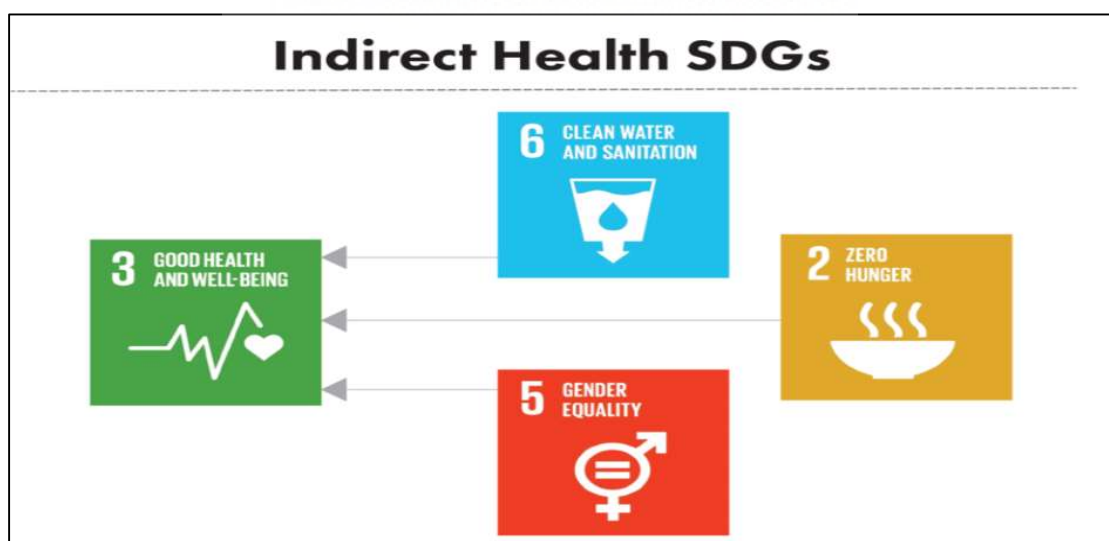 Indirect Health SDGs
6 CLEAN WATER
AND SANITATION
3 GOOD HEALTH
AND WELL-BEING
2 ZERO
HUNGER
5 GENDER
EQUALITY